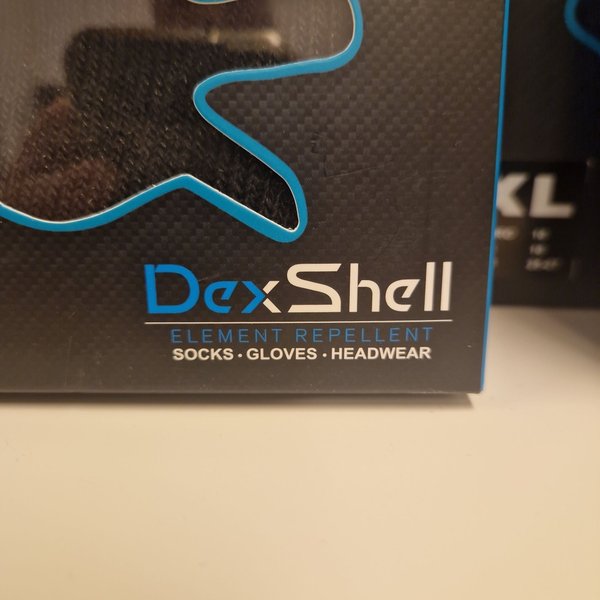 DexShell
ELEMENT REPELLENT
SOCKS • GLOVES • HEADWEAR
XL